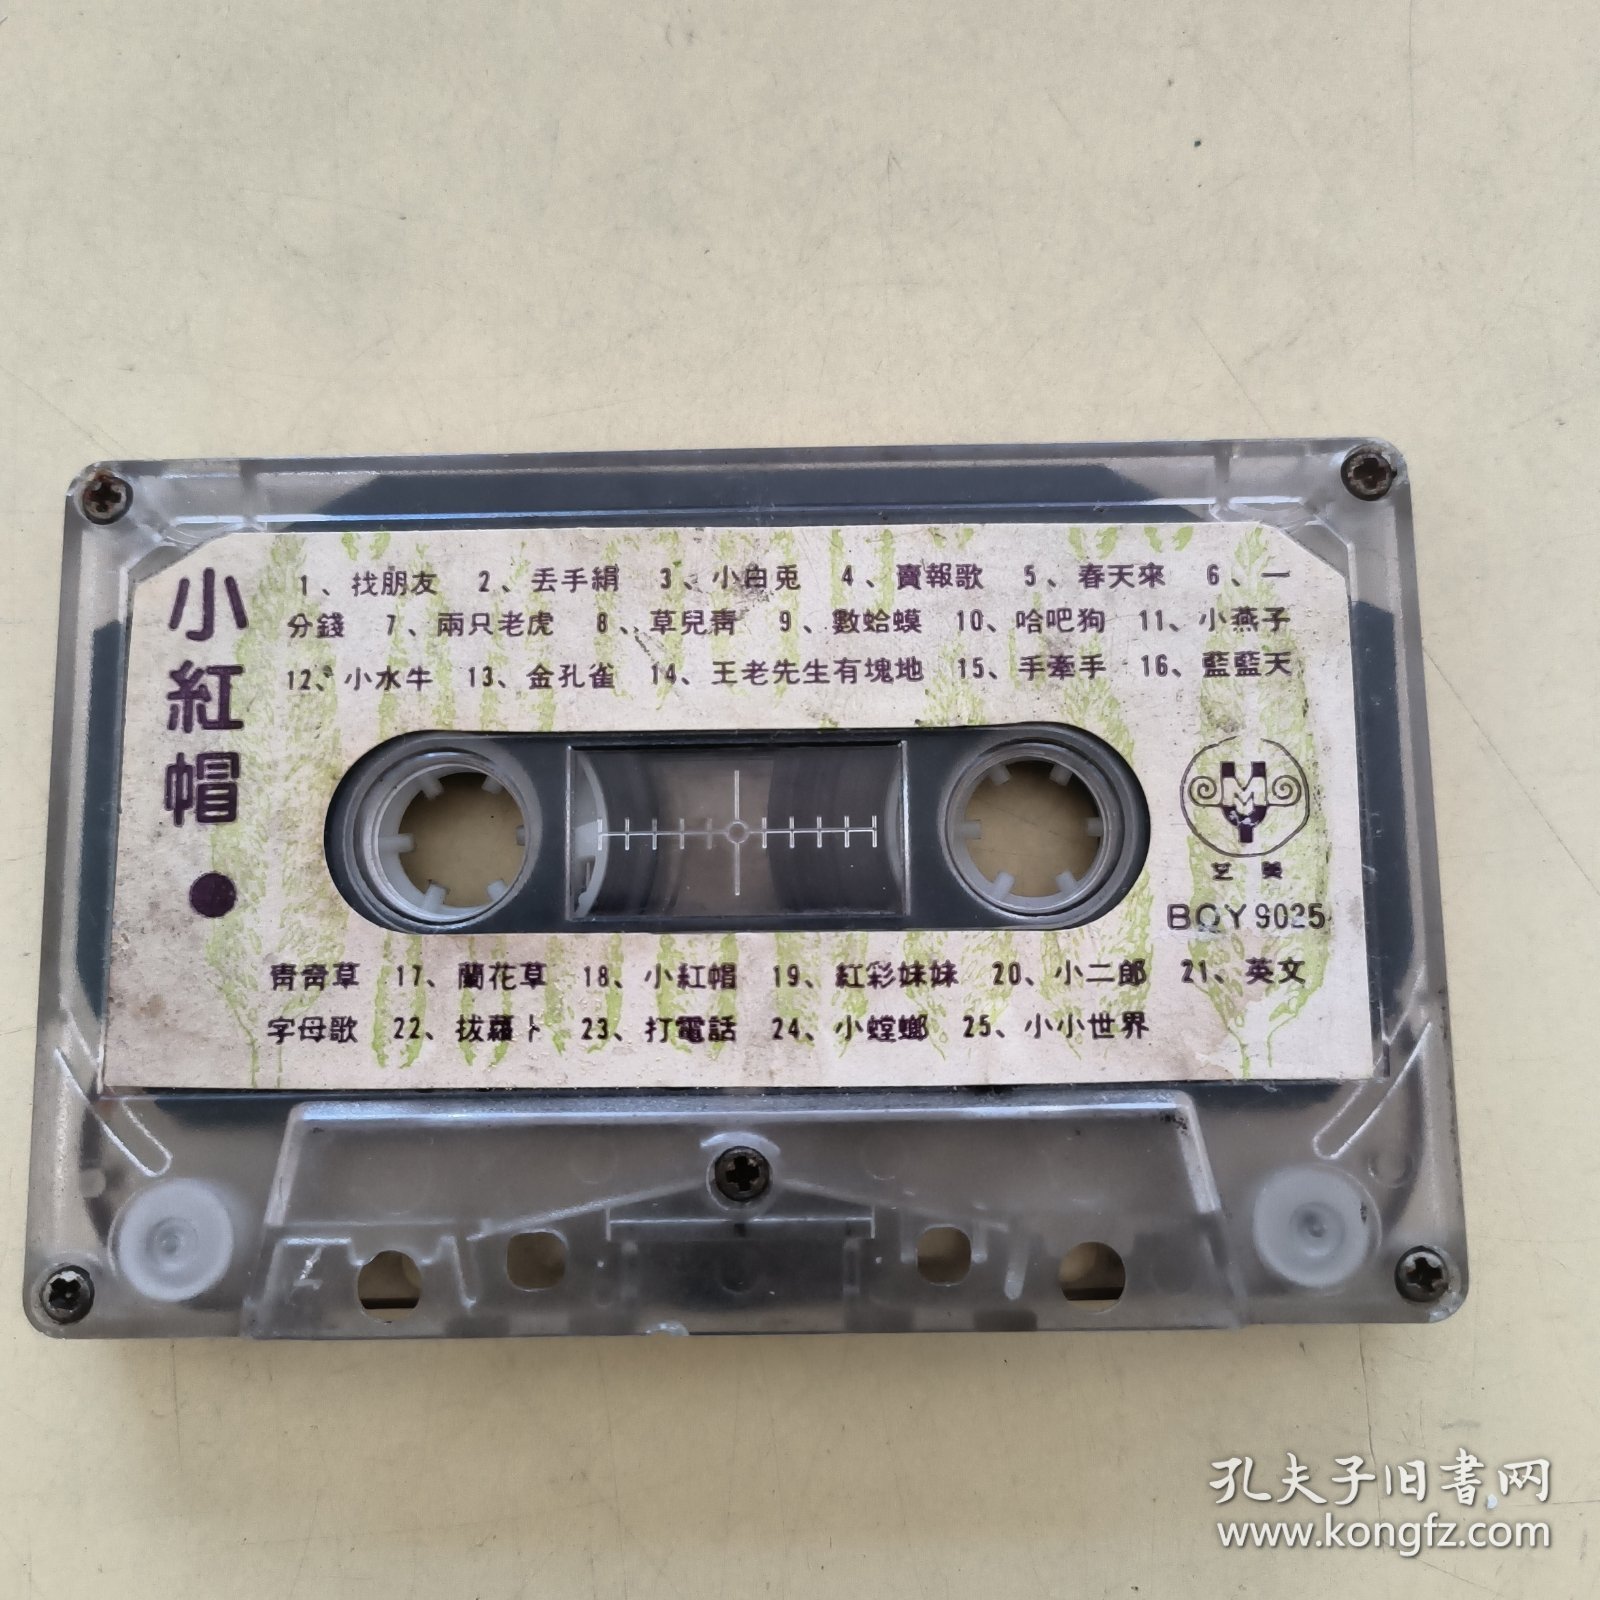 小紅帽
1、找朋友 2、丢手絹 3、小白兎 4、賣報歌 5、春天來 6、一
分錢 7、兩只老虎 8、草兒青 9、數蛤蟆 10、哈吧狗 11、小燕子
12、小水牛 13、金孔雀 14、王老先生有塊地 15、手牽手 16、藍藍天
艺美
BOY 9025
青青草 17、蘭花草 18、小紅帽 19、紅彩妹妹 20、小二郎 21、英文
字母歌 22、拔蘿卜 23、打電話 24、小螳螂 25、小小世界
孔夫子旧书网
www.kongfz.com